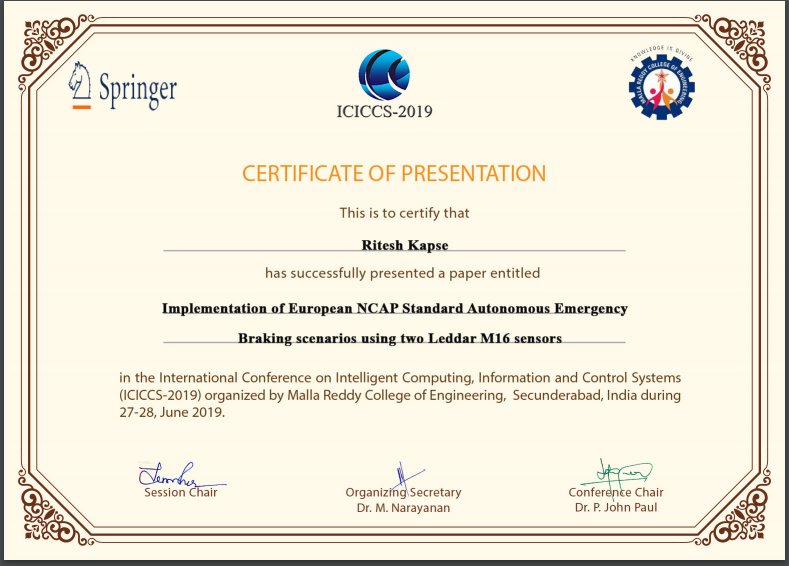 Springer
ICICCS-2019
KNOWLEDGE IS DIVINE
MALLA REDDY COLLEGE OF ENGINEERING
CERTIFICATE OF PRESENTATION
This is to certify that
Ritesh Kapse
has successfully presented a paper entitled
Implementation of European NCAP Standard Autonomous Emergency
Braking scenarios using two Leddar M16 sensors
in the International Conference on Intelligent Computing, Information and Control Systems
(ICICCS-2019) organized by Malla Reddy College of Engineering, Secunderabad, India during
27-28, June 2019.
Session Chair
Organizing Secretary
Dr. M. Narayanan
Conference Chair
Dr. P. John Paul